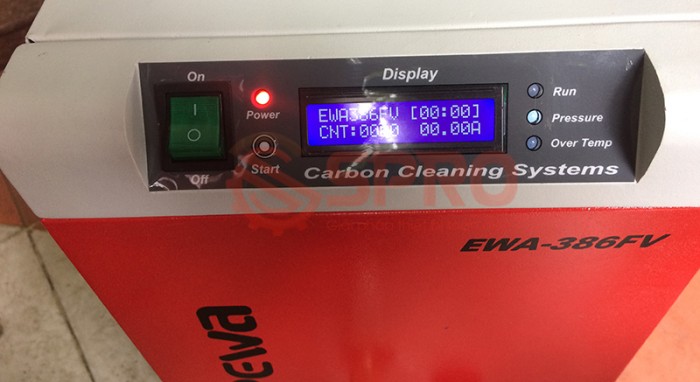 On
Power
Start
Off
Display
EWA386FV [00:00]
CNT:0000 00.00A
Run
Pressure
Over Temp
Carbon Cleaning Systems
SPRO
EWA-386FV
ewa